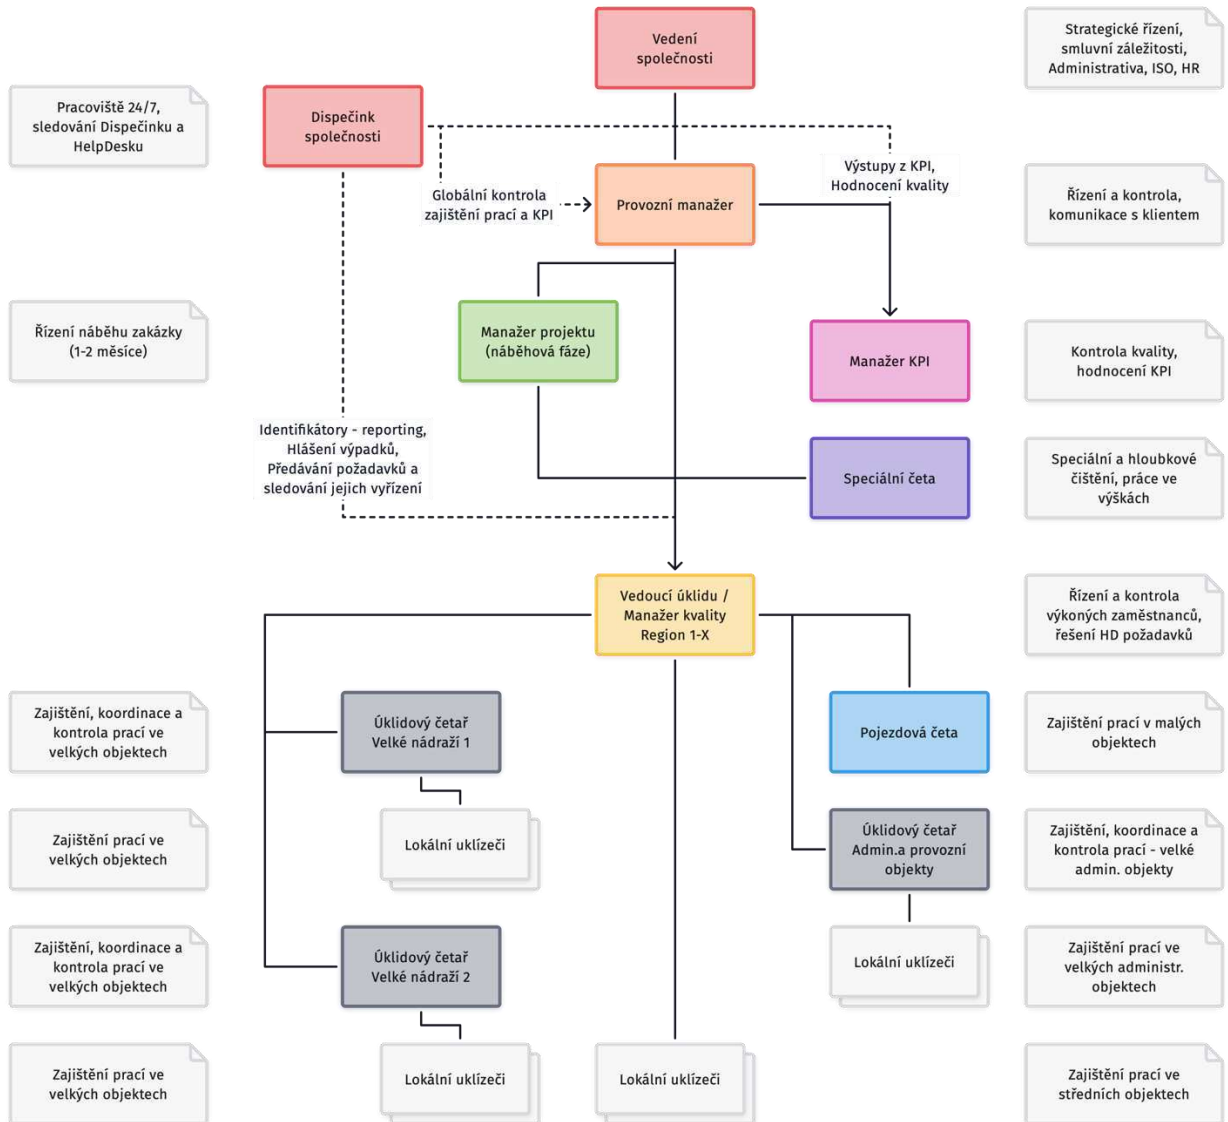 Vedení
společnosti
Strategické řízení,
smluvní záležitosti,
Administrativa, ISO, HR
Pracoviště 24/7,
sledování Dispečinku a
HelpDesku
Dispečink
společnosti
Globální kontrola
zajištění prací a KPI
Provozní manažer
Výstupy z KPI,
Hodnocení kvality
Řízení a kontrola,
komunikace s klientem
Řízení náběhu zakázky
(1-2 měsíce)
Manažer projektu
(náběhová fáze)
Manažer KPI
Kontrola kvality,
hodnocení KPI
Identifikátory - reporting,
Hlášení výpadků,
Předávání požadavků a
sledování jejich vyřízení
Speciální četa
Speciální a hloubkové
čištění, práce ve
výškách
Vedoucí úklidu /
Manažer kvality
Region 1-X
Řízení a kontrola
výkoných zaměstnanců,
řešení HD požadavků
Zajištění, koordinace a
kontrola prací ve
velkých objektech
Úklidový četař
Velké nádraží 1
Pojezdová četa
Zajištění prací v malých
objektech
Zajištění prací ve
velkých objektech
Lokální uklízeči
Úklidový četař
Admin.a provozní
objekty
Zajištění, koordinace a
kontrola prací - velké
admin. objekty
Zajištění, koordinace a
kontrola prací ve
velkých objektech
Úklidový četař
Velké nádraží 2
Lokální uklízeči
Zajištění prací ve
velkých administr.
objektech
Zajištění prací ve
velkých objektech
Lokální uklízeči
Lokální uklízeči
Zajištění prací ve
středních objektech